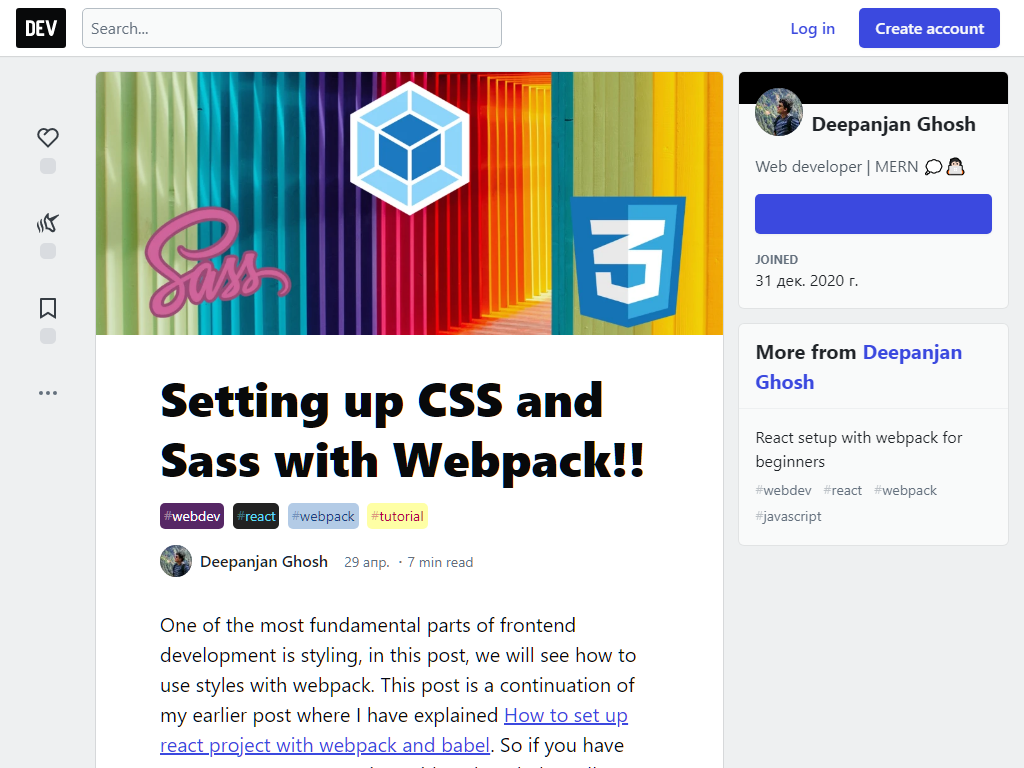 DEV
Search...
Log in
Create account
Sass
3
Deepanjan Ghosh
Web developer | MERN
JOINED
31 дек. 2020 г.
More from Deepanjan
Ghosh
React setup with webpack for
beginners
#webdev #react #webpack
#javascript
Setting up CSS and
Sass with Webpack!!
#webdev #react #webpack #tutorial
Deepanjan Ghosh 29 апр. · 7 min read
One of the most fundamental parts of frontend
development is styling, in this post, we will see how to
use styles with webpack. This post is a continuation of
my earlier post where I have explained How to set up
react project with webpack and babel. So if you have